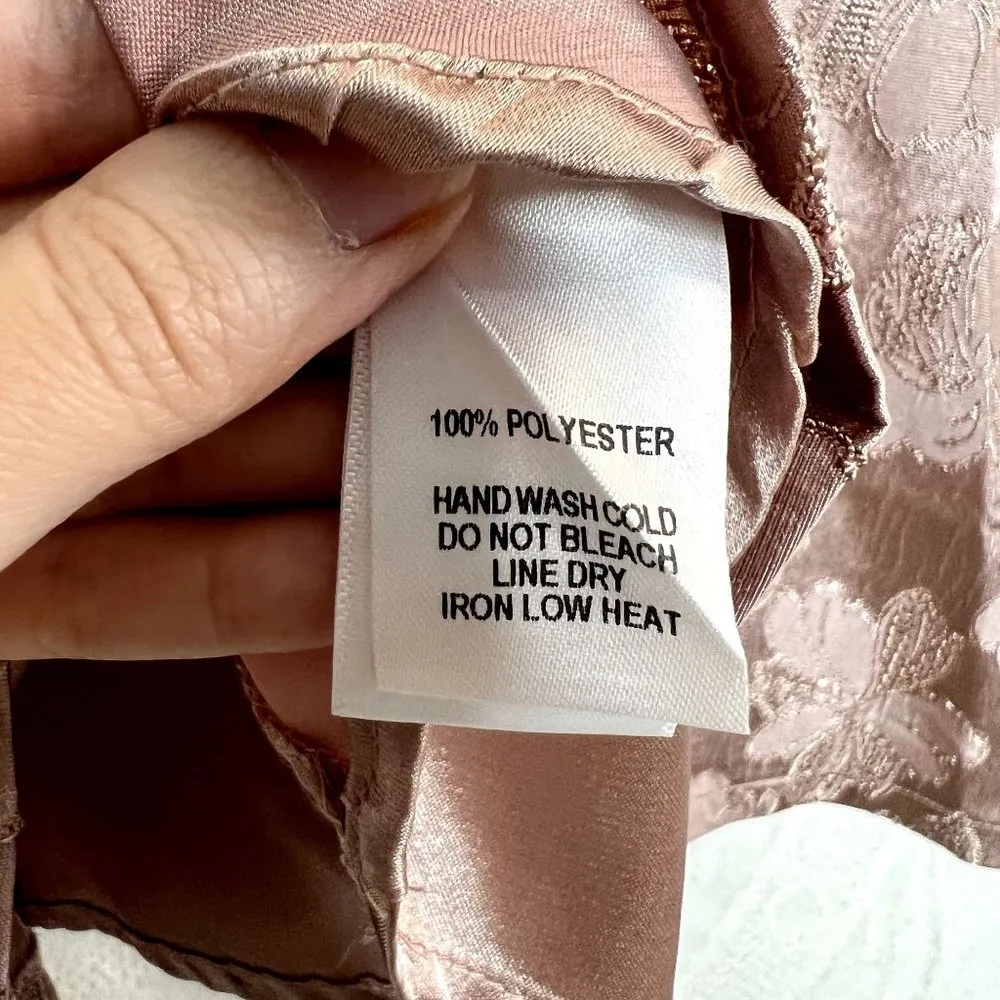 100% POLYESTER
HAND WASH COLD
DO NOT BLEACH
LINE DRY
IRON LOW HEAT